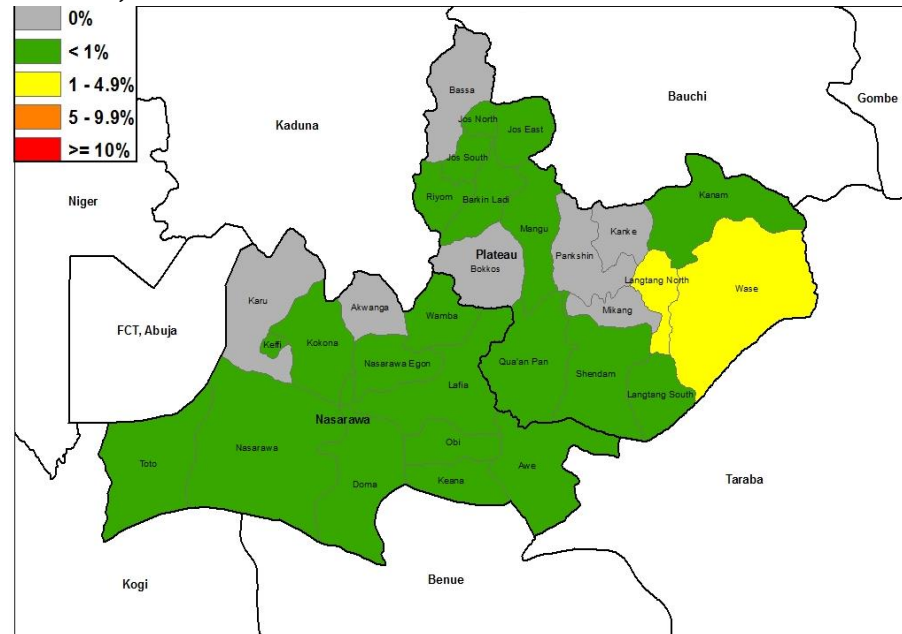 0%
< 1%
1 - 4.9%
5 - 9.9%
>= 10%
Kaduna
Bauchi
Gombe
Niger
FCT, Abuja
Kogi
Benue
Taraba
Plateau
Nasarawa
Bassa
Jos North
Jos East
Jos South
Riyom
Barkin Ladi
Mangu
Kanam
Kanke
Pankshin
Bokkos
Langtang North
Wase
Mikang
Karu
Akwanga
Wamba
Keffi
Kokona
Nasarawa Egon
Qua'an Pan
Shendam
Lafia
Langtang South
Nasarawa
Obi
Toto
Doma
Keana
Awe